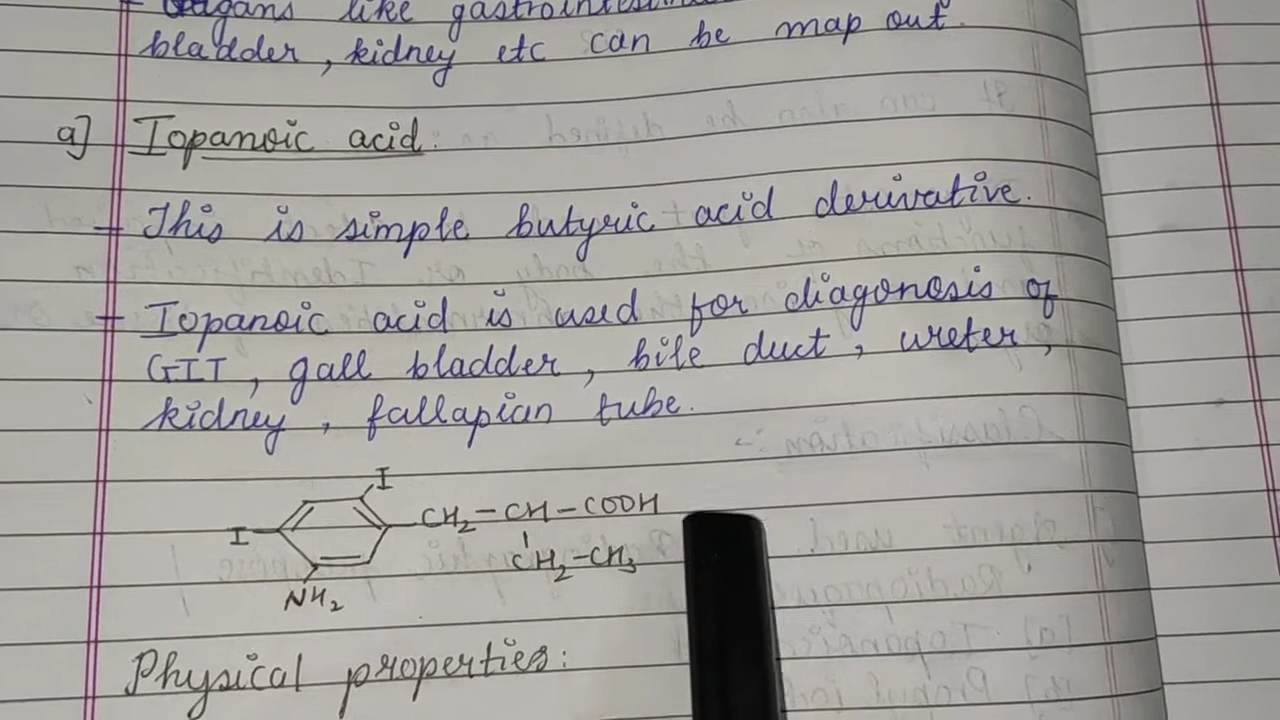 - Organs like
bladder, kidney etc can be map out.
a] Iopanoic acid:
- This is simple butyric acid derivative.
- Iopanoic acid is used for diagonosis of
GIT, gall bladder, bile duct, ureter,
kidney, fallapian tube.
I
I CH₂-CH-COOH
CH₂-CH₃
NH₂
Physical properties: